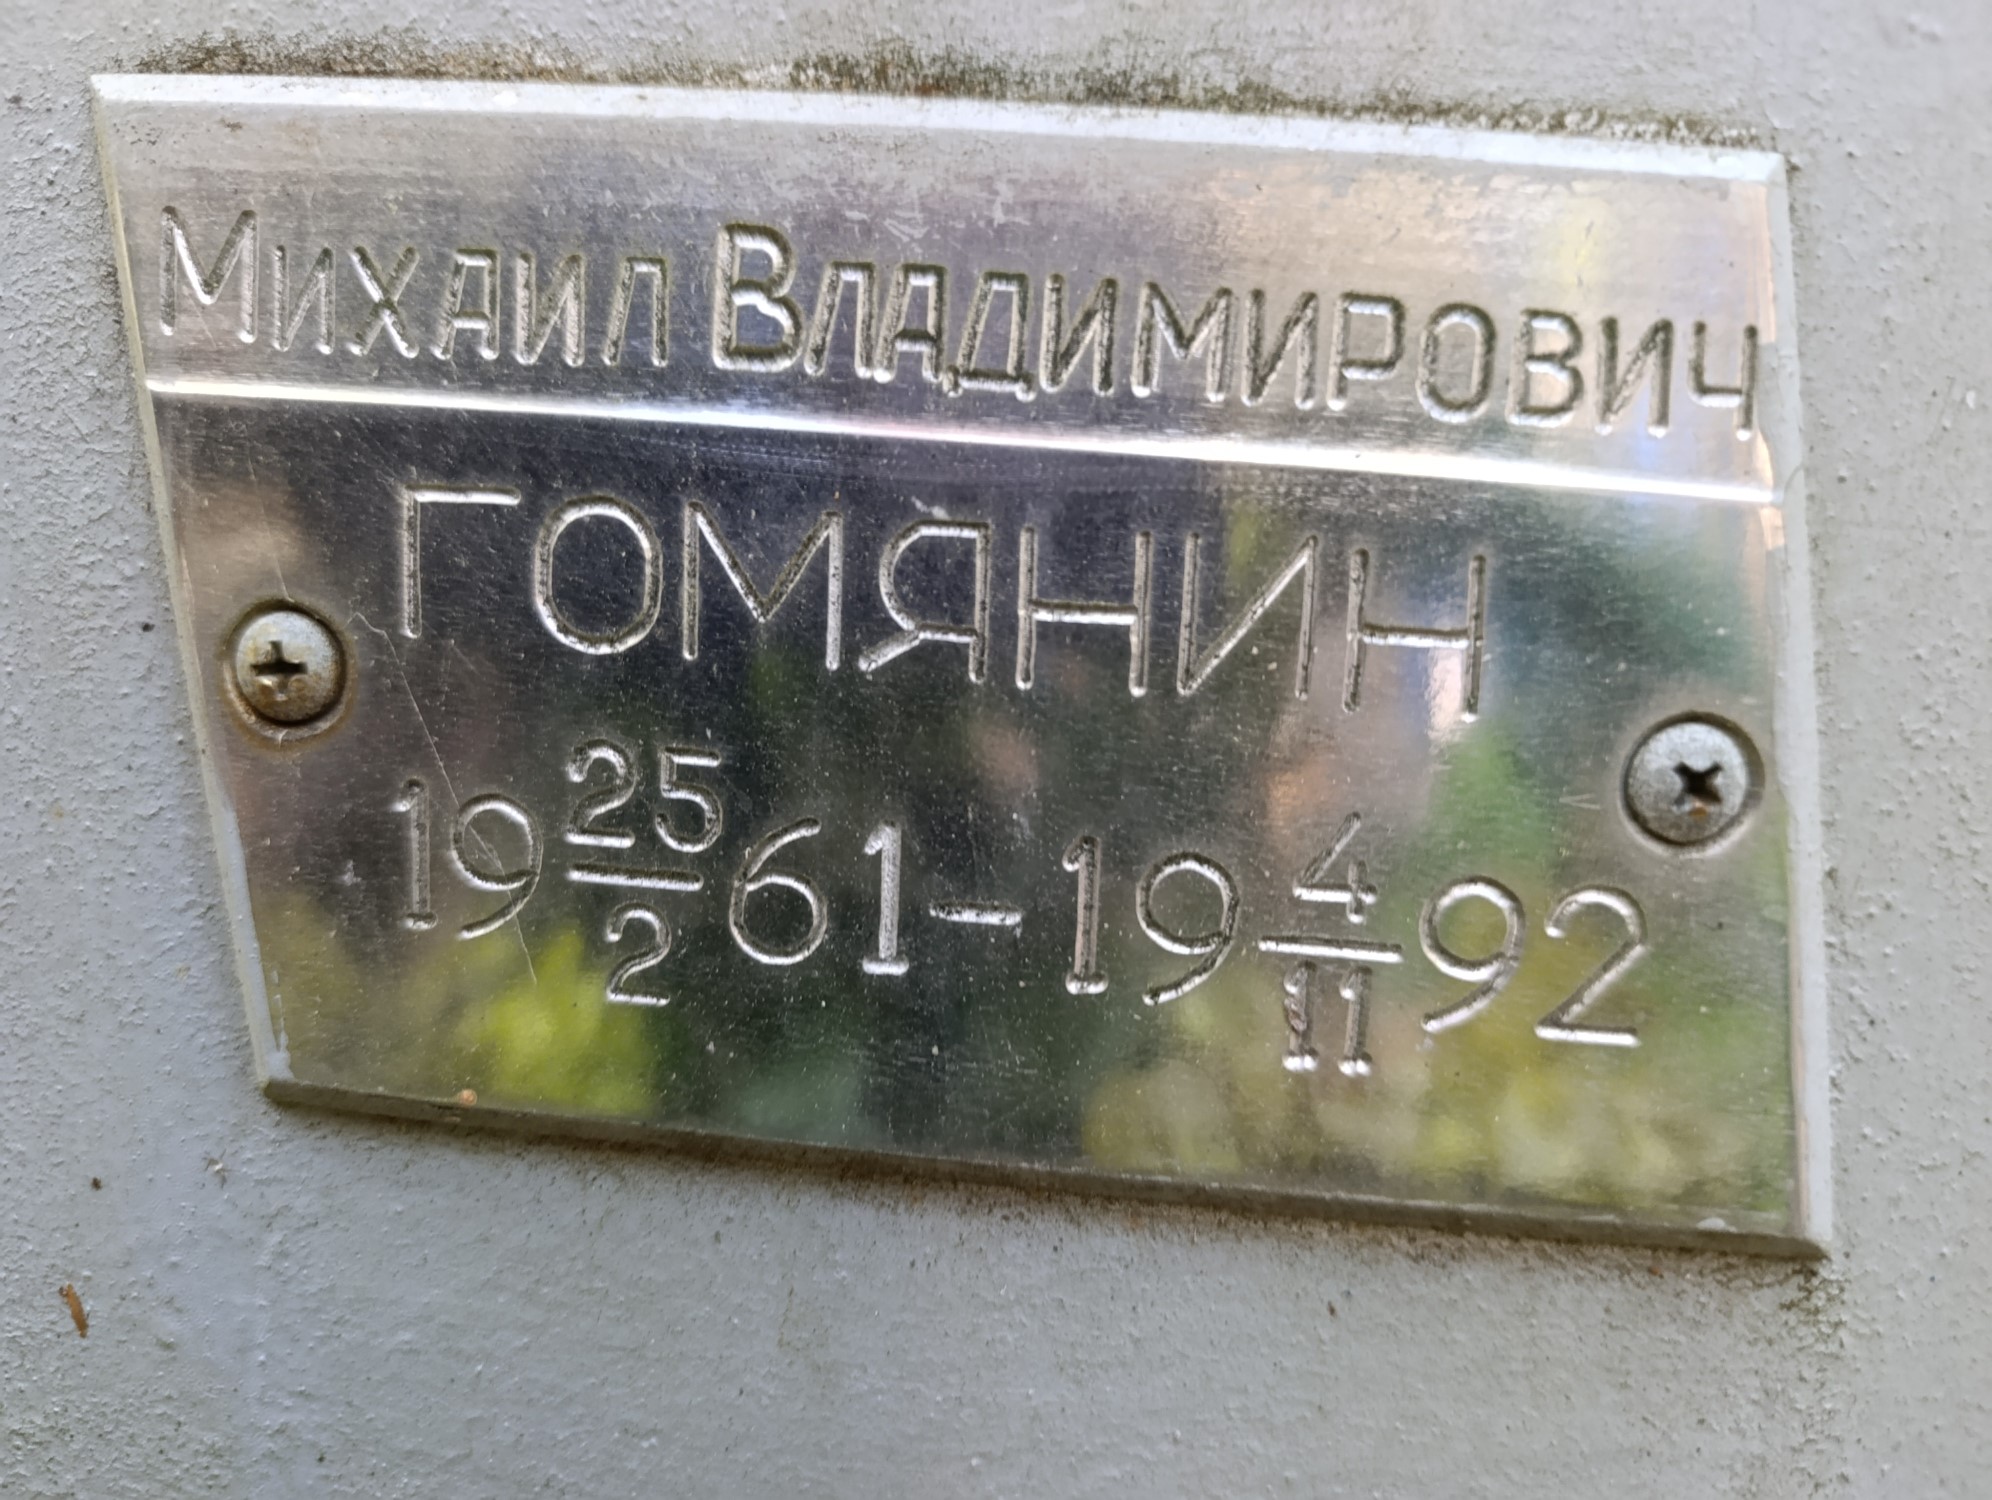 Михаил Владимирович
ГОМЯНИН
19 25/2 61-19 4/11 92